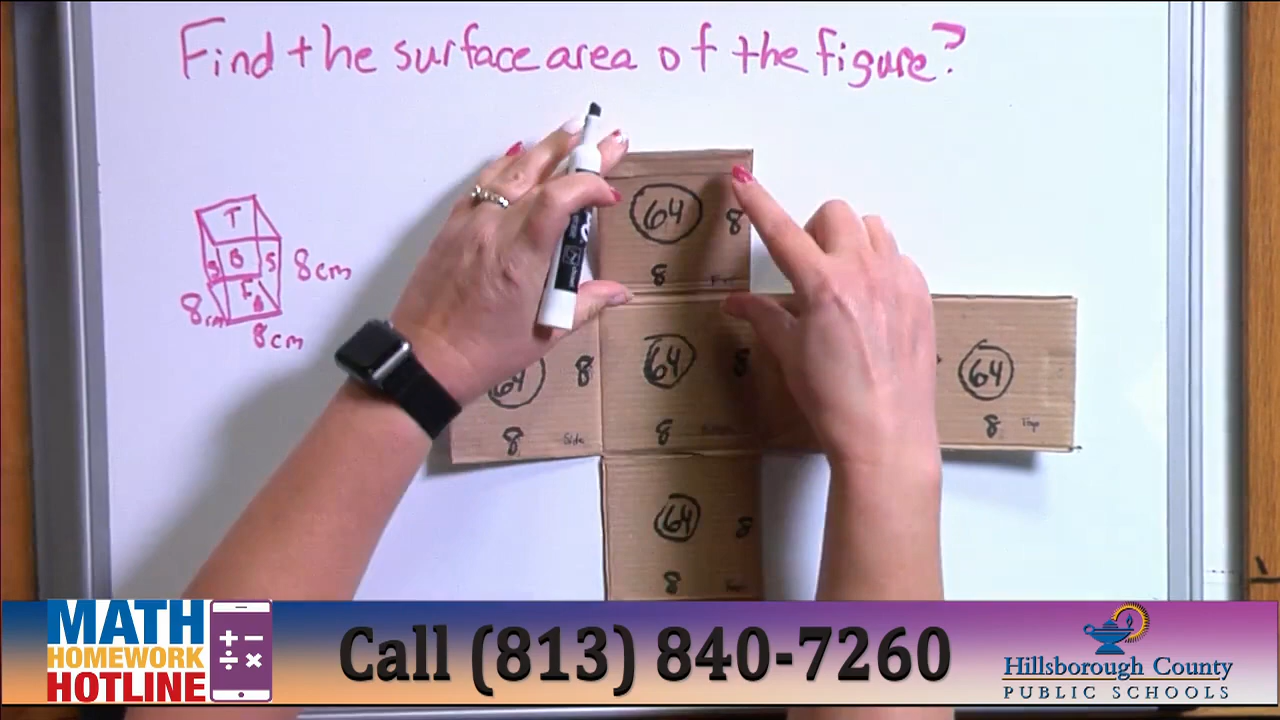 Find the surface area of the figure?
T
S B S 8cm
8cm
8cm
64
8
8
64 8
8 Side
64 8
8
64
8 Top
64 8
8
MATH
HOMEWORK
HOTLINE
+ −
÷ ×
Call (813) 840-7260
Hillsborough County
PUBLIC SCHOOLS